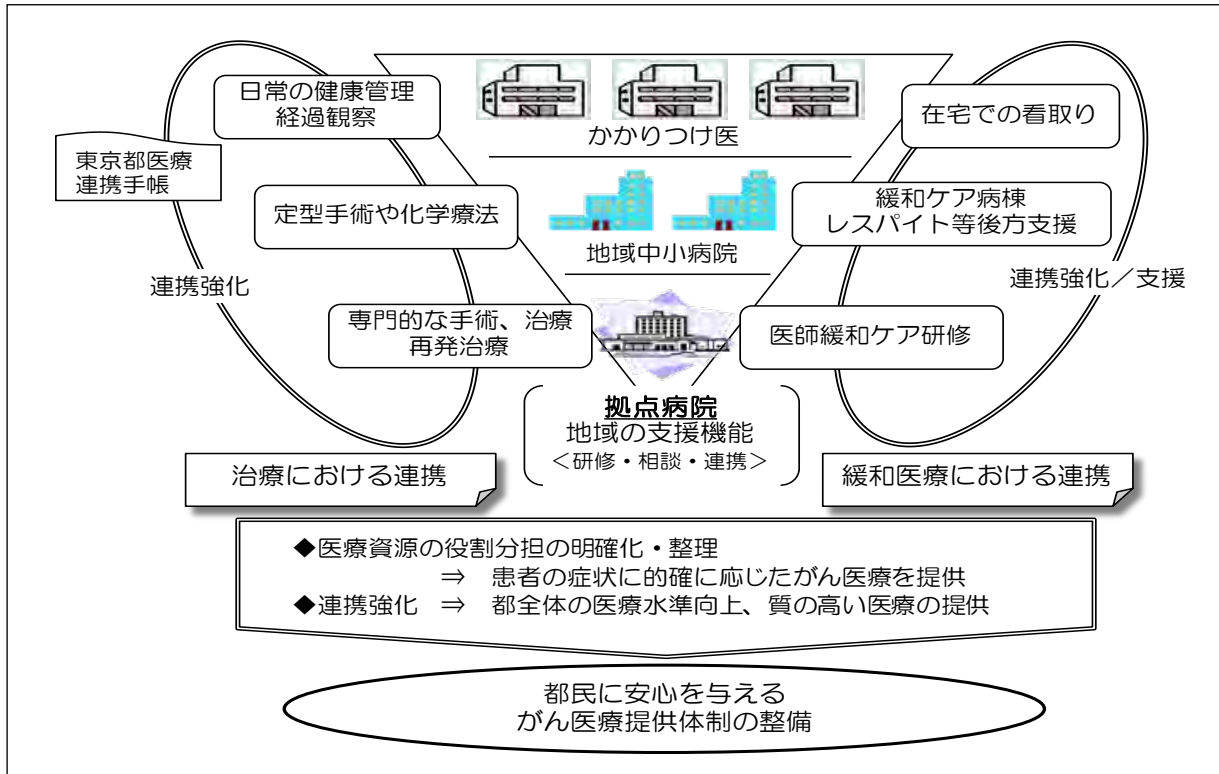 日常の健康管理
経過観察
東京都医療
連携手帳
定型手術や化学療法
連携強化
専門的な手術、治療
再発治療
かかりつけ医
地域中小病院
拠点病院
地域の支援機能
＜研修・相談・連携＞
在宅での看取り
緩和ケア病棟
レスパイト等後方支援
連携強化／支援
医師緩和ケア研修
治療における連携
緩和医療における連携
◆医療資源の役割分担の明確化・整理
⇒ 患者の症状に的確に応じたがん医療を提供
◆連携強化 ⇒ 都全体の医療水準向上、質の高い医療の提供
都民に安心を与える
がん医療提供体制の整備